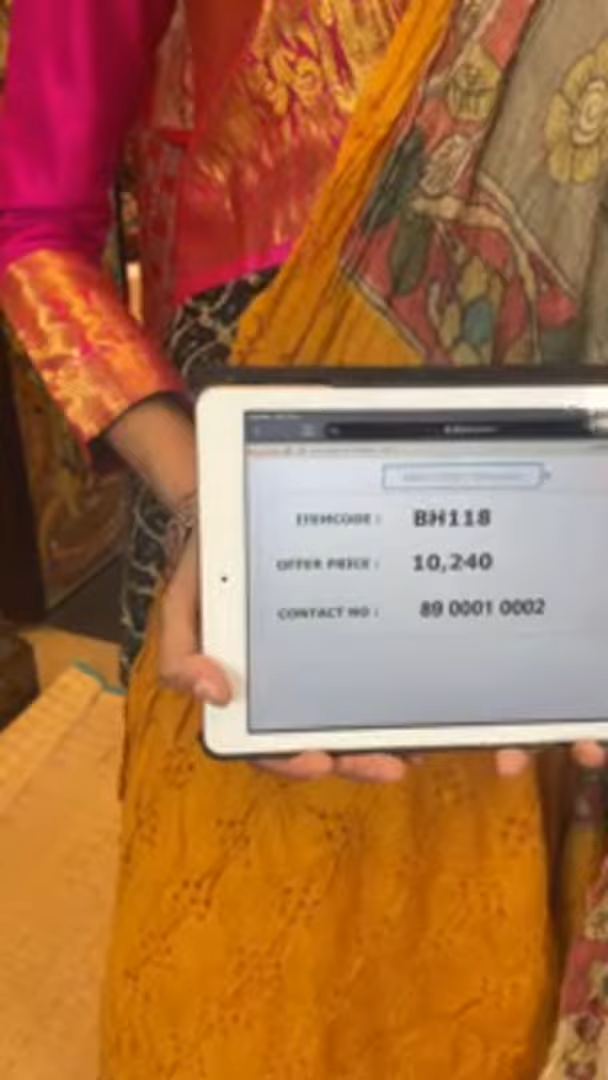 ITEMCODE : BH118
OFFER PRICE : 10,240
CONTACT NO : 89 0001 0002